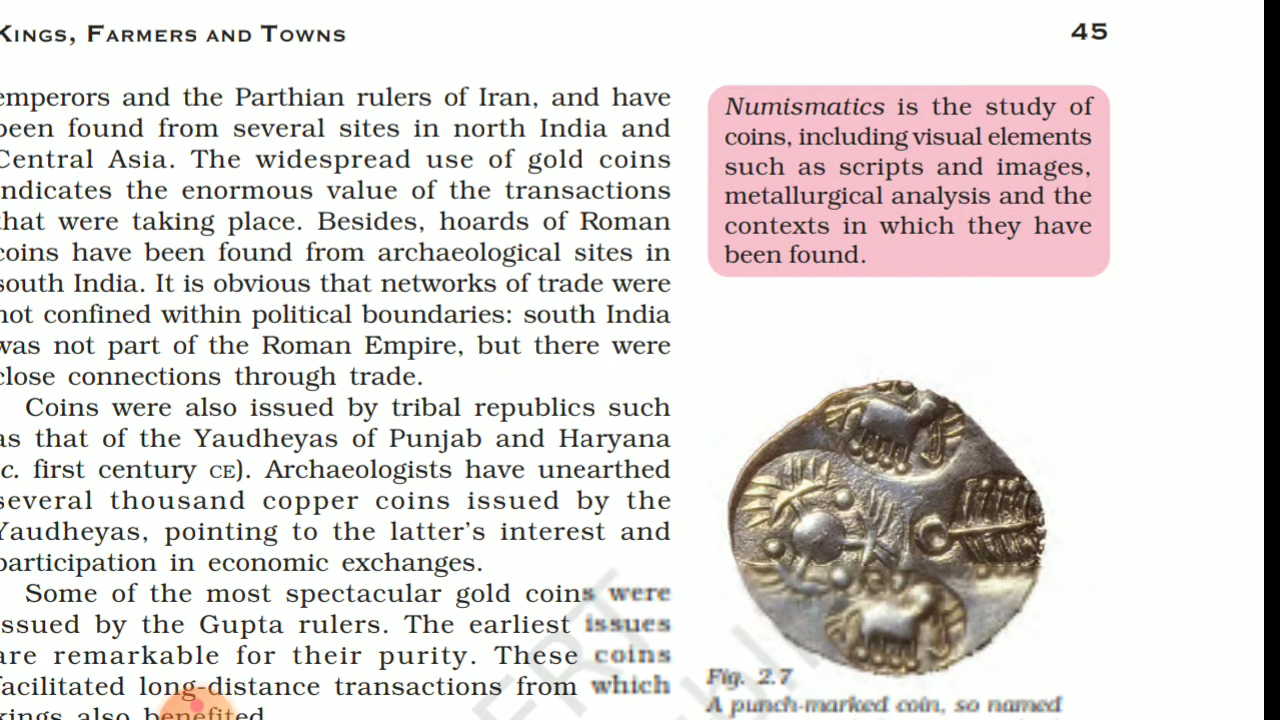 KINGS, FARMERS AND TOWNS
45
emperors and the Parthian rulers of Iran, and have
been found from several sites in north India and
Central Asia. The widespread use of gold coins
indicates the enormous value of the transactions
that were taking place. Besides, hoards of Roman
coins have been found from archaeological sites in
south India. It is obvious that networks of trade were
not confined within political boundaries: south India
was not part of the Roman Empire, but there were
close connections through trade.
Coins were also issued by tribal republics such
as that of the Yaudheyas of Punjab and Haryana
c. first century CE). Archaeologists have unearthed
several thousand copper coins issued by the
Yaudheyas, pointing to the latter's interest and
participation in economic exchanges.
Some of the most spectacular gold coins were
issued by the Gupta rulers. The earliest issues
are remarkable for their purity. These coins
facilitated long-distance transactions from which
kings also benefited.
Numismatics is the study of
coins, including visual elements
such as scripts and images,
metallurgical analysis and the
contexts in which they have
been found.
Fig. 2.7
A punch-marked coin, so named